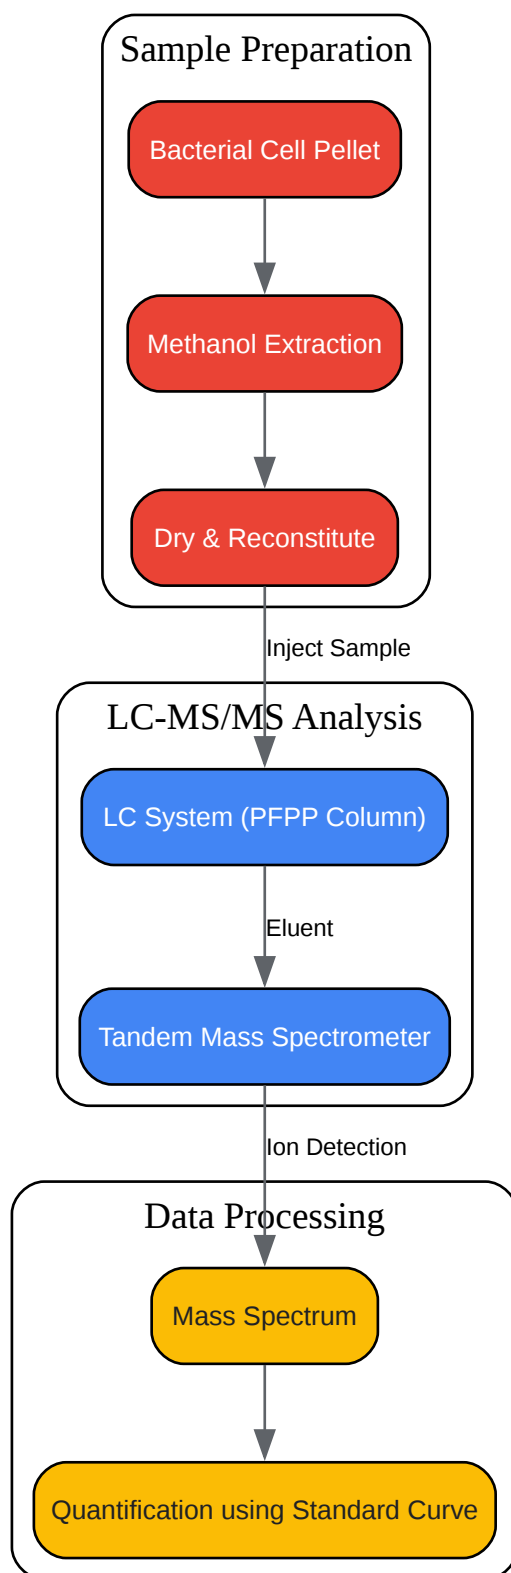 Sample Preparation
Bacterial Cell Pellet
Methanol Extraction
Dry & Reconstitute
Inject Sample
LC-MS/MS Analysis
LC System (PFPP Column)
Eluent
Tandem Mass Spectrometer
Ion Detection
Data Processing
Mass Spectrum
Quantification using Standard Curve